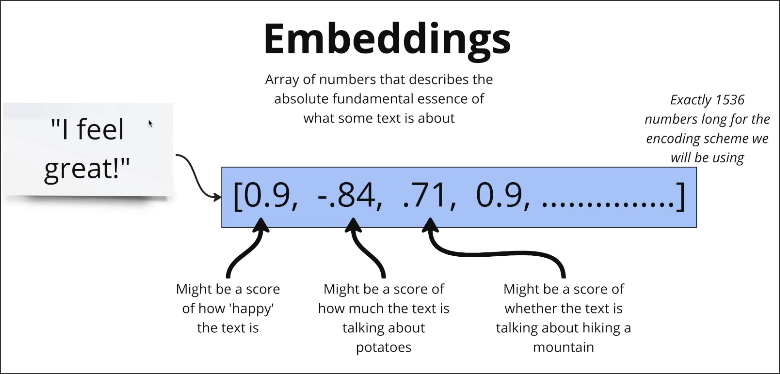 Embeddings
Array of numbers that describes the
absolute fundamental essence of
what some text is about
Exactly 1536
numbers long for the
encoding scheme we
will be using
"I feel
great!"
[0.9, -.84, .71, 0.9, ...............]
Might be a score
of how 'happy'
the text is
Might be a score of
how much the text is
talking about
potatoes
Might be a score of
whether the text is
talking about hiking a
mountain